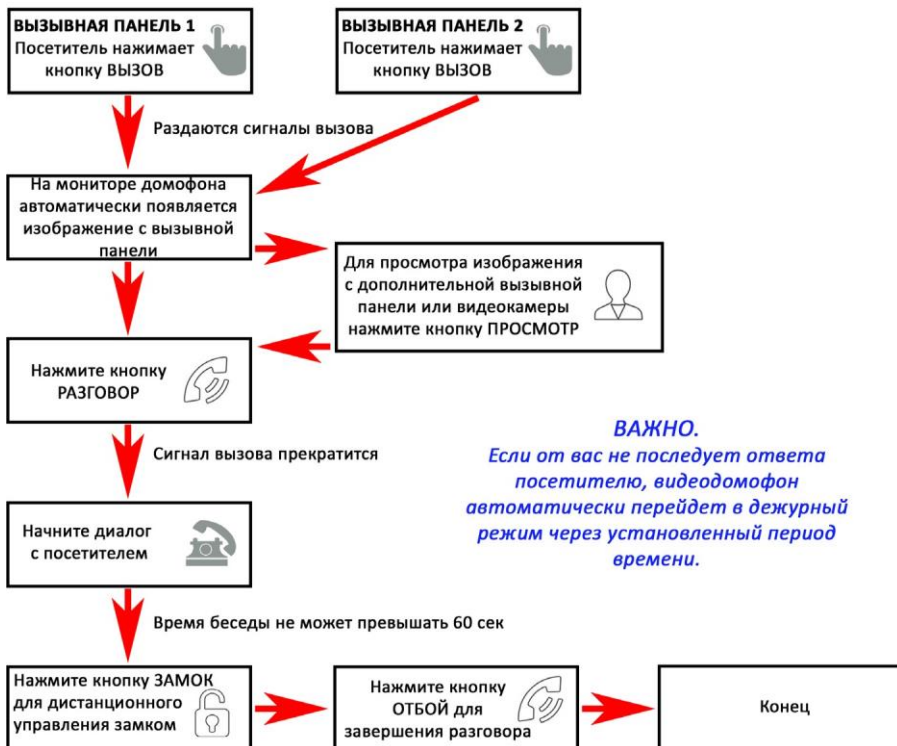 ВЫЗЫВНАЯ ПАНЕЛЬ 1
Посетитель нажимает
кнопку ВЫЗОВ
ВЫЗЫВНАЯ ПАНЕЛЬ 2
Посетитель нажимает
кнопку ВЫЗОВ
Раздаются сигналы вызова
На мониторе домофона
автоматически появляется
изображение с вызывной
панели
Для просмотра изображения
с дополнительной вызывной
панели или видеокамеры
нажмите кнопку ПРОСМОТР
Нажмите кнопку
РАЗГОВОР
Сигнал вызова прекратится
ВАЖНО.
Если от вас не последует ответа
посетителю, видеодомофон
автоматически перейдет в дежурный
режим через установленный период
времени.
Начните диалог
с посетителем
Время беседы не может превышать 60 сек
Нажмите кнопку ЗАМОК
для дистанционного
управления замком
Нажмите кнопку
ОТБОЙ для
завершения разговора
Конец